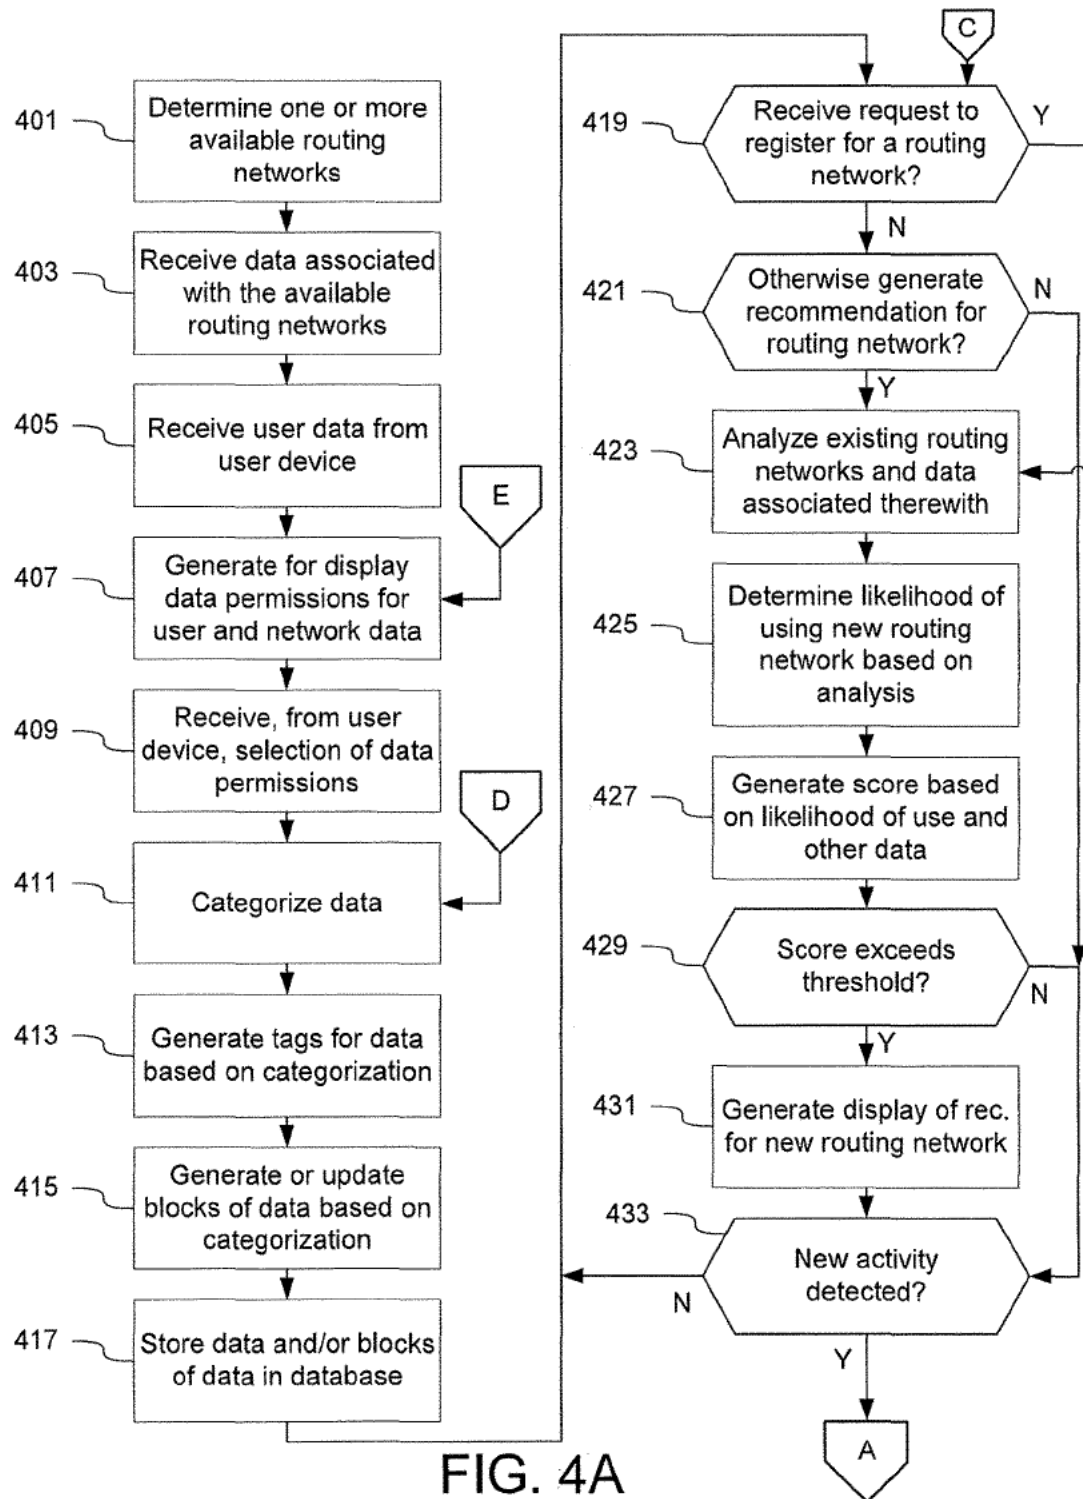 401
Determine one or more
available routing
networks
403
Receive data associated
with the available
routing networks
405
Receive user data from
user device
E
407
Generate for display
data permissions for
user and network data
409
Receive, from user
device, selection of data
permissions
D
411
Categorize data
413
Generate tags for data
based on categorization
415
Generate or update
blocks of data based on
categorization
417
Store data and/or blocks
of data in database
C
419
Receive request to
register for a routing
network?
Y
N
421
Otherwise generate
recommendation for
routing network?
N
Y
423
Analyze existing routing
networks and data
associated therewith
425
Determine likelihood of
using new routing
network based on
analysis
427
Generate score based
on likelihood of use and
other data
429
Score exceeds
threshold?
N
Y
431
Generate display of rec.
for new routing network
433
New activity
detected?
N
Y
A
FIG. 4A